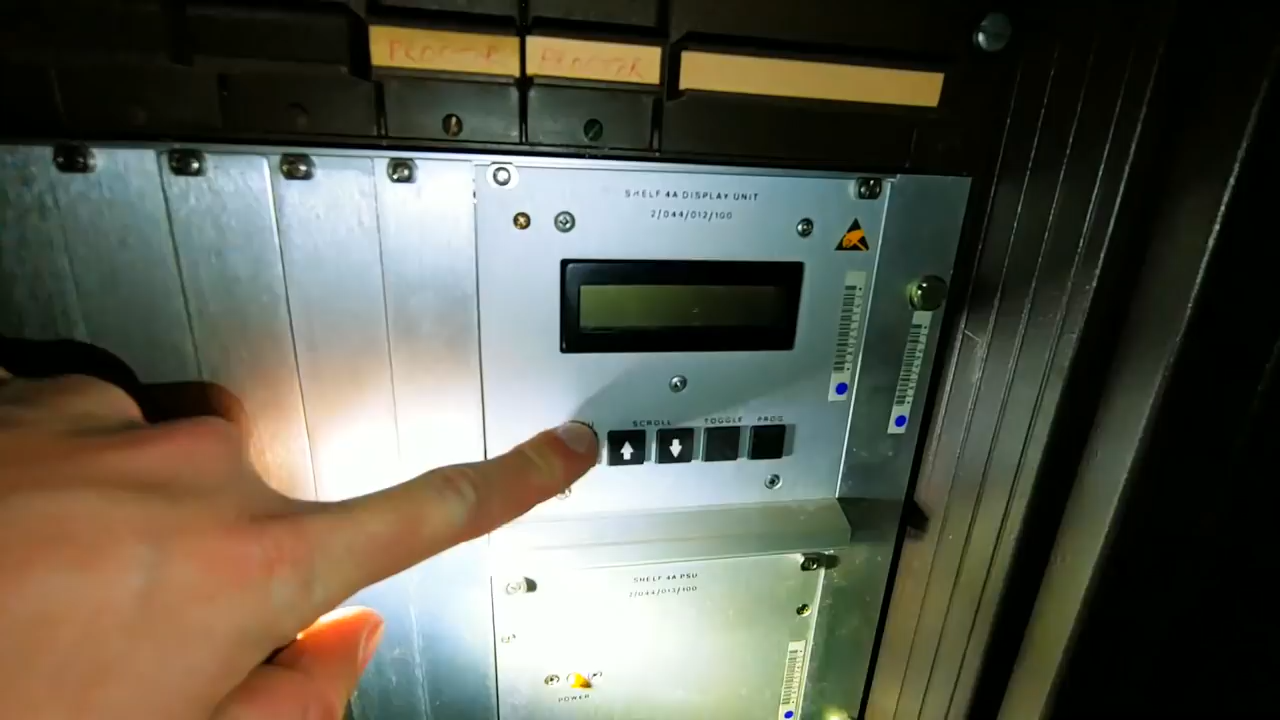 SHELF 4A DISPLAY UNIT
2/044/012/100
SCROLL TOGGLE PROG
SHELF 4A PSU
2/044/013/100
POWER